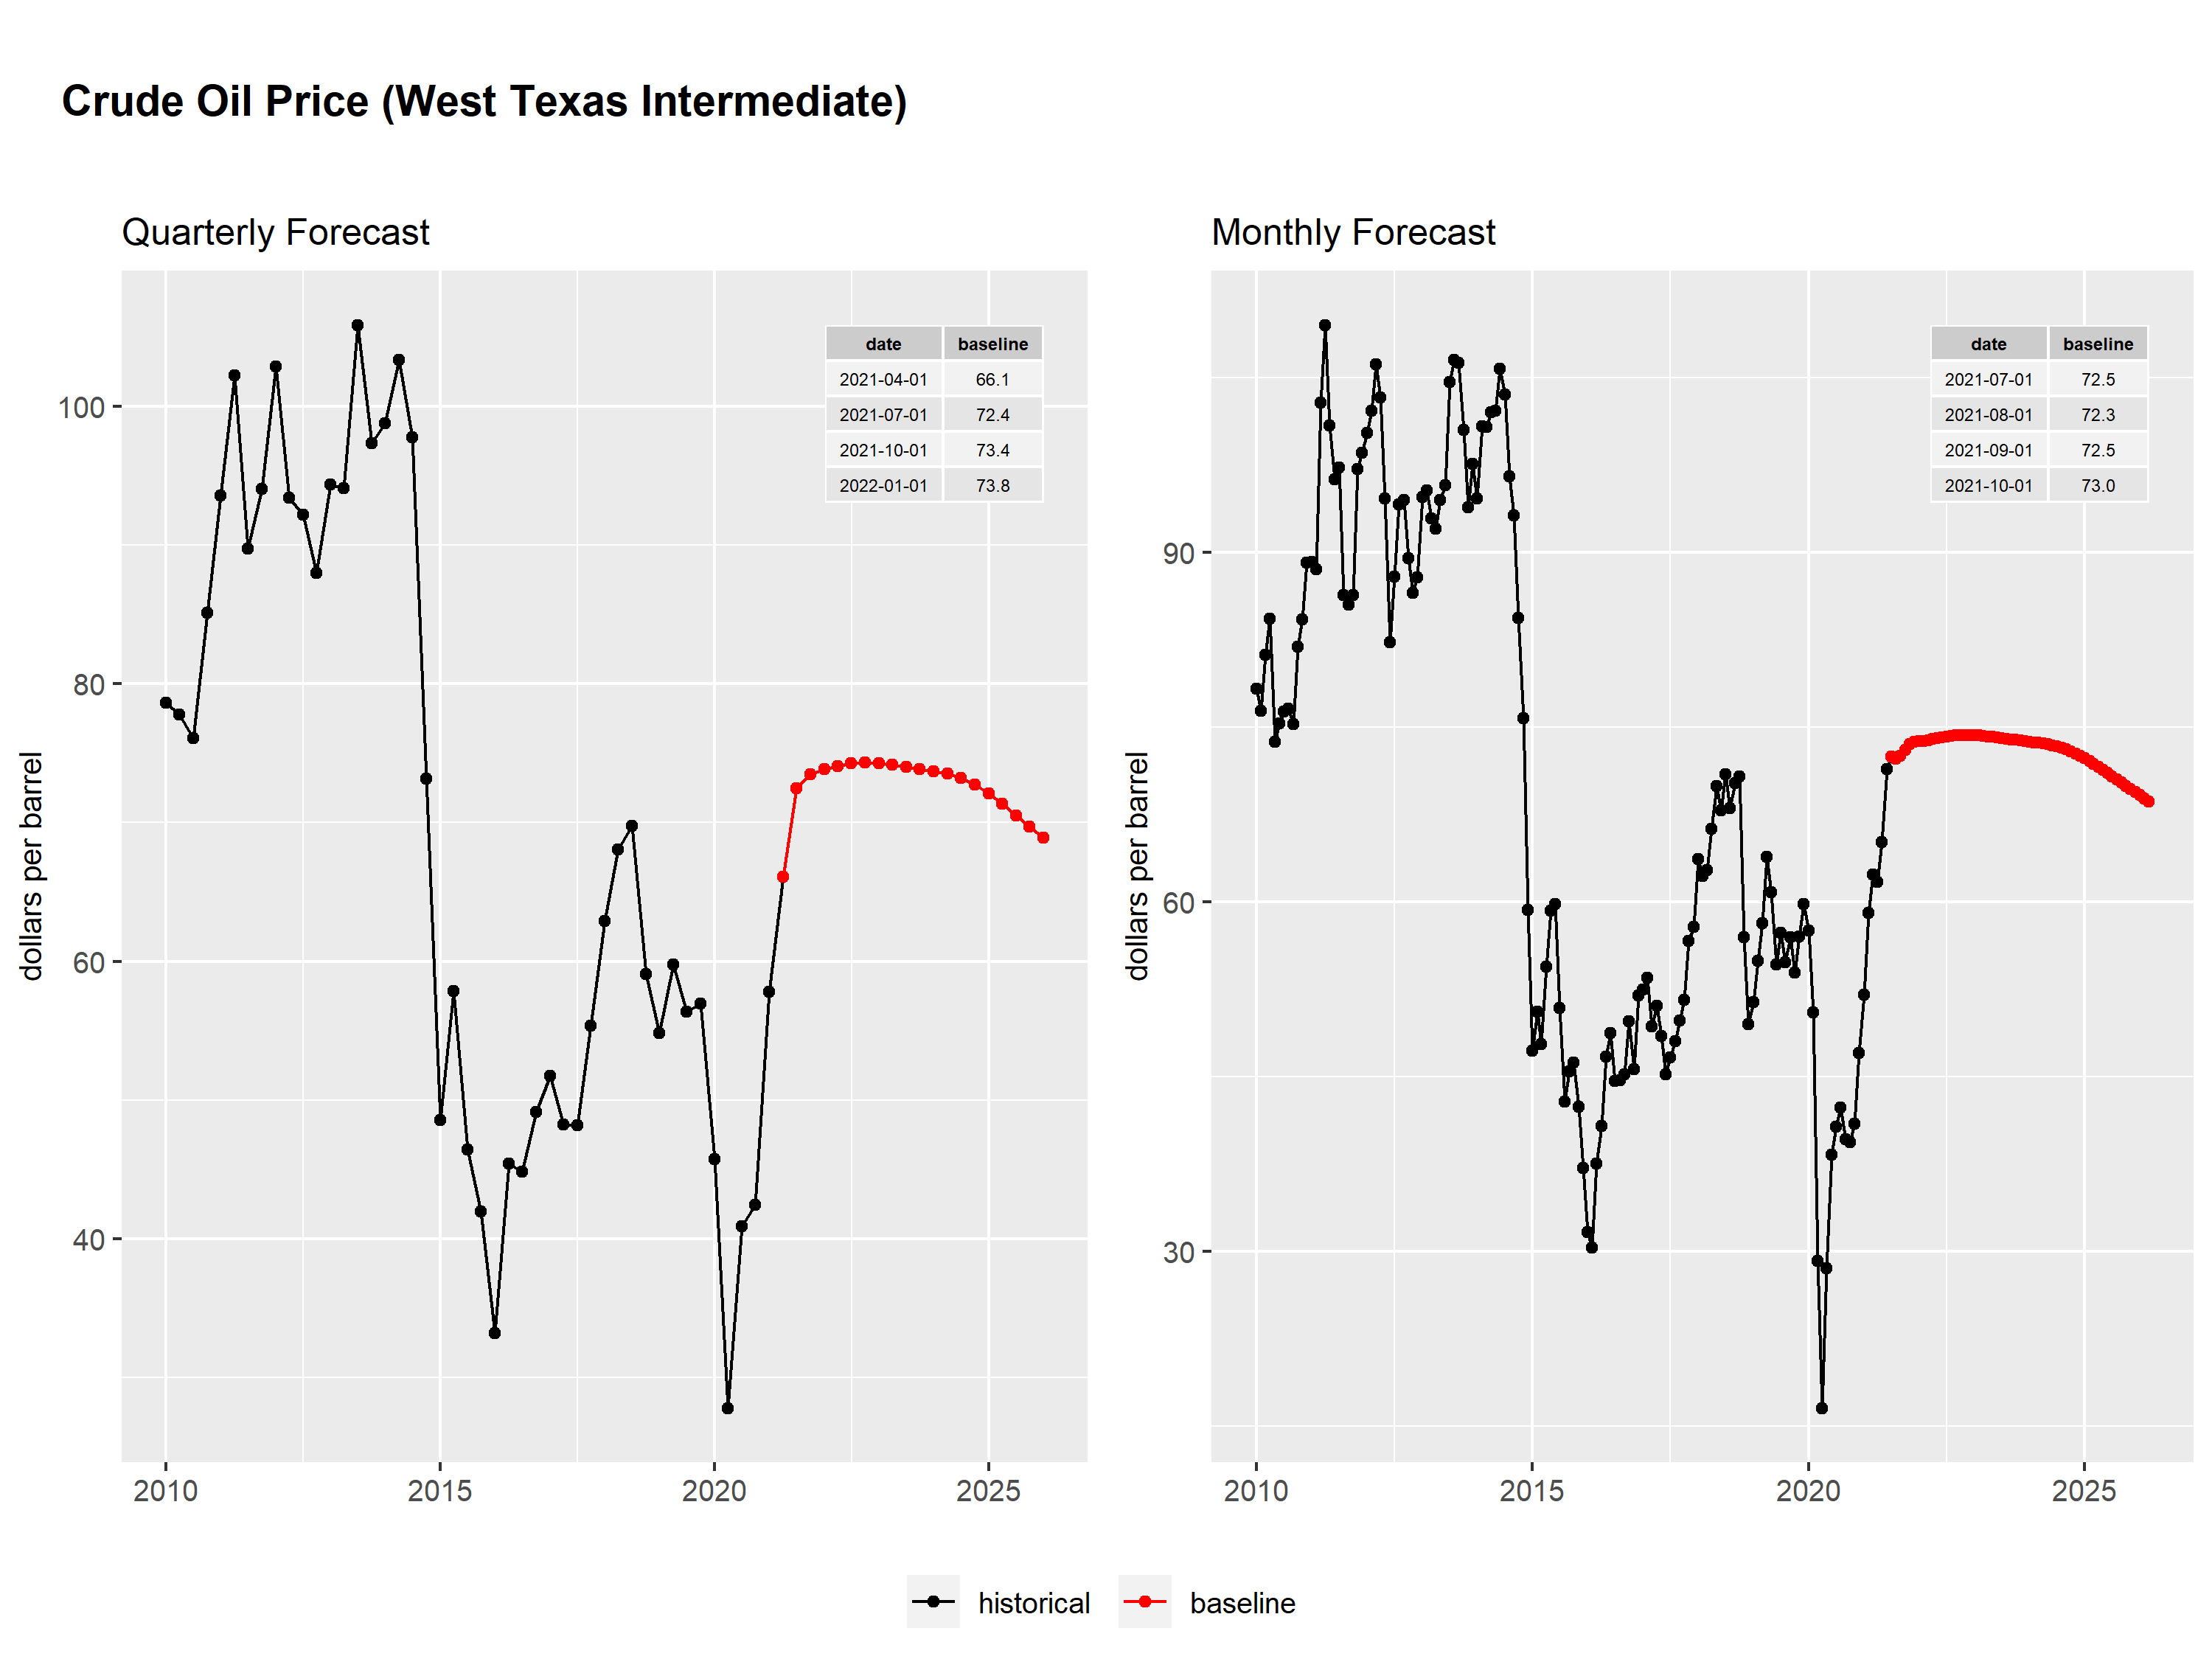 Crude Oil Price (West Texas Intermediate)
Quarterly Forecast
dollars per barrel
100
80
60
40
2010 2015 2020 2025
date baseline
2021-04-01 66.1
2021-07-01 72.4
2021-10-01 73.4
2022-01-01 73.8
Monthly Forecast
dollars per barrel
90
60
30
2010 2015 2020 2025
date baseline
2021-07-01 72.5
2021-08-01 72.3
2021-09-01 72.5
2021-10-01 73.0
historical baseline